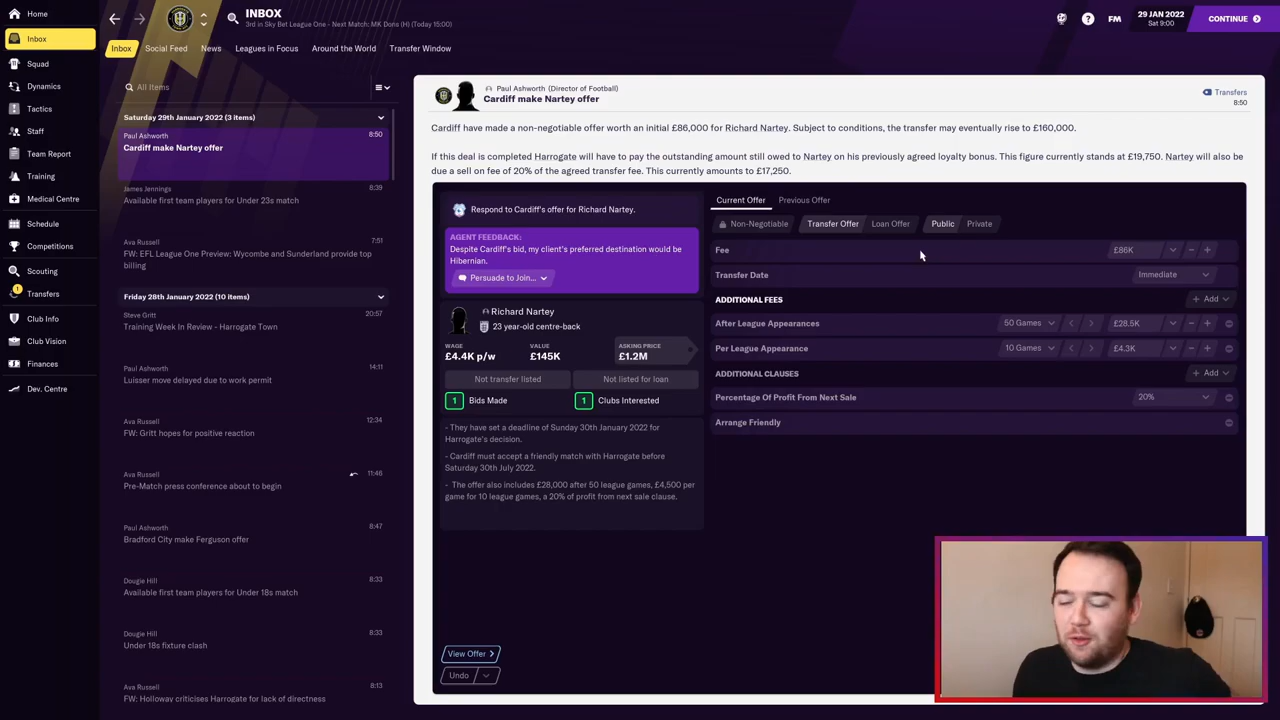 Home
Inbox
Squad
Dynamics
Tactics
Staff
Team Report
Training
Medical Centre
Schedule
Competitions
Scouting
1
Transfers
Club Info
Club Vision
Finances
Dev. Centre
INBOX
3rd in Sky Bet League One - Next Match: MK Dons (H) (Today 15:00)
FM
29 JAN 2022
Sat 9:00
CONTINUE
Inbox
Social Feed
News
Leagues in Focus
Around the World
Transfer Window
All Items
Saturday 29th January 2022 (3 items)
Paul Ashworth
8:50
Cardiff make Nartey offer
James Jennings
8:39
Available first team players for Under 23s match
Ava Russell
7:51
FW: EFL League One Preview: Wycombe and Sunderland provide top
billing
Friday 28th January 2022 (10 items)
Steve Gritt
20:57
Training Week In Review - Harrogate Town
Paul Ashworth
14:11
Luisser move delayed due to work permit
Ava Russell
12:34
FW: Gritt hopes for positive reaction
Ava Russell
11:46
Pre-Match press conference about to begin
Paul Ashworth
8:47
Bradford City make Ferguson offer
Dougie Hill
8:33
Available first team players for Under 18s match
Dougie Hill
8:33
Under 18s fixture clash
Ava Russell
8:13
FW: Holloway criticises Harrogate for lack of directness
Paul Ashworth (Director of Football)
Cardiff make Nartey offer
Transfers
8:50
Cardiff have made a non-negotiable offer worth an initial £86,000 for Richard Nartey. Subject to conditions, the transfer may eventually rise to £160,000.
If this deal is completed Harrogate will have to pay the outstanding amount still owed to Nartey on his previously agreed loyalty bonus. This figure currently stands at £19,750. Nartey will also be
due a sell on fee of 20% of the agreed transfer fee. This currently amounts to £17,250.
Respond to Cardiff's offer for Richard Nartey.
AGENT FEEDBACK:
Despite Cardiff's bid, my client's preferred destination would be
Hibernian.
Persuade to Join...
Richard Nartey
23 year-old centre-back
WAGE
£4.4K p/w
VALUE
£145K
ASKING PRICE
£1.2M
Not transfer listed
Not listed for loan
1
Bids Made
1
Clubs Interested
- They have set a deadline of Sunday 30th January 2022 for
Harrogate's decision.
- Cardiff must accept a friendly match with Harrogate before
Saturday 30th July 2022.
- The offer also includes £28,000 after 50 league games, £4,500 per
game for 10 league games, a 20% of profit from next sale clause.
View Offer
Undo
Current Offer
Previous Offer
Non-Negotiable
Transfer Offer
Loan Offer
Public
Private
Fee
£86K
Transfer Date
Immediate
ADDITIONAL FEES
Add
After League Appearances
50 Games
£28.5K
Per League Appearance
10 Games
£4.3K
ADDITIONAL CLAUSES
Add
Percentage Of Profit From Next Sale
20%
Arrange Friendly